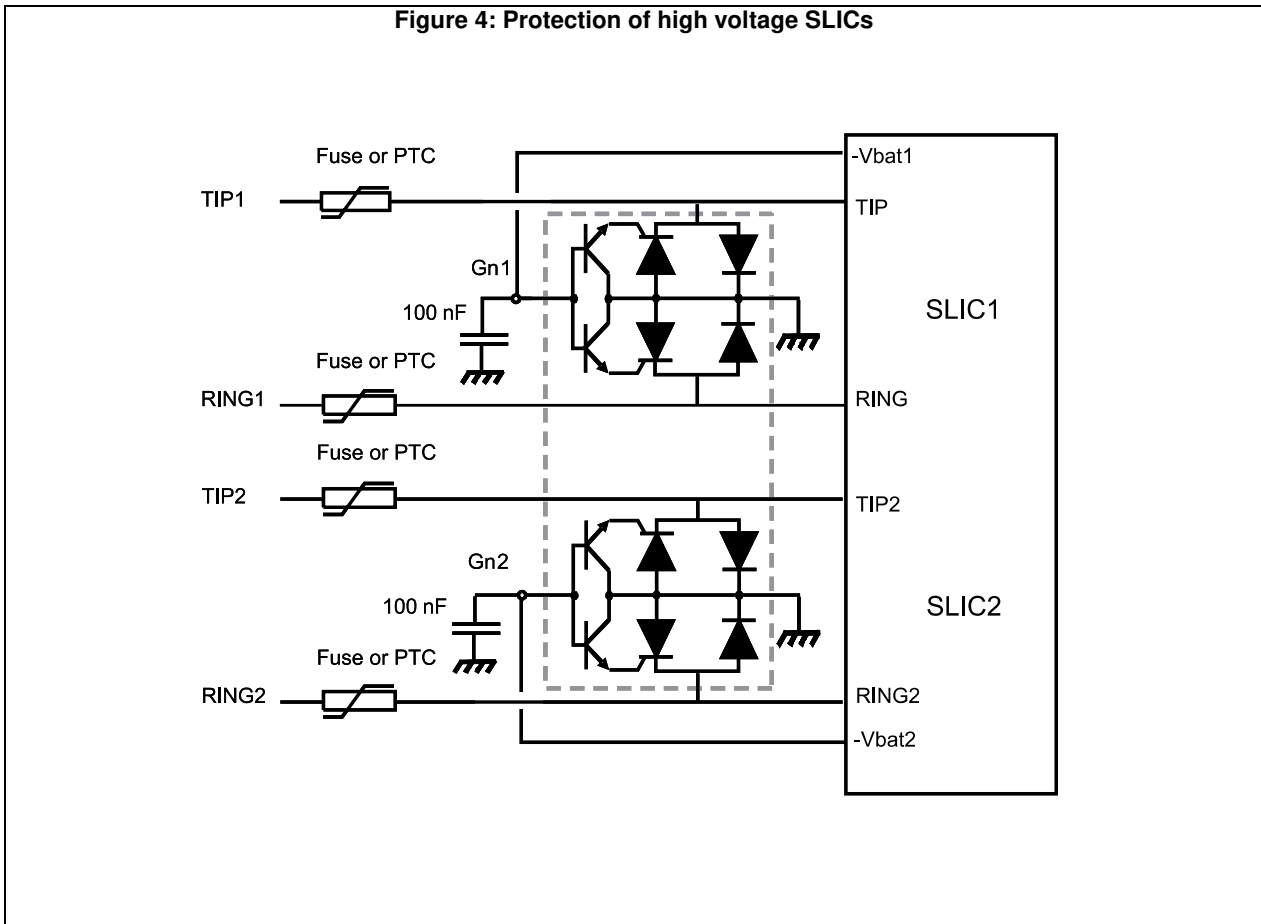 Figure 4: Protection of high voltage SLICs
Fuse or PTC
-Vbat1
TIP1
TIP
Gn1
100 nF
SLIC1
Fuse or PTC
RING1
RING
Fuse or PTC
TIP2
TIP2
Gn2
100 nF
SLIC2
Fuse or PTC
RING2
RING2
-Vbat2